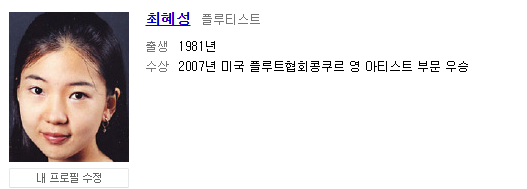 최혜성 플루티스트
출생 1981년
수상 2007년 미국 플루트협회콩쿠르 영 아티스트 부문 우승
내 프로필 수정